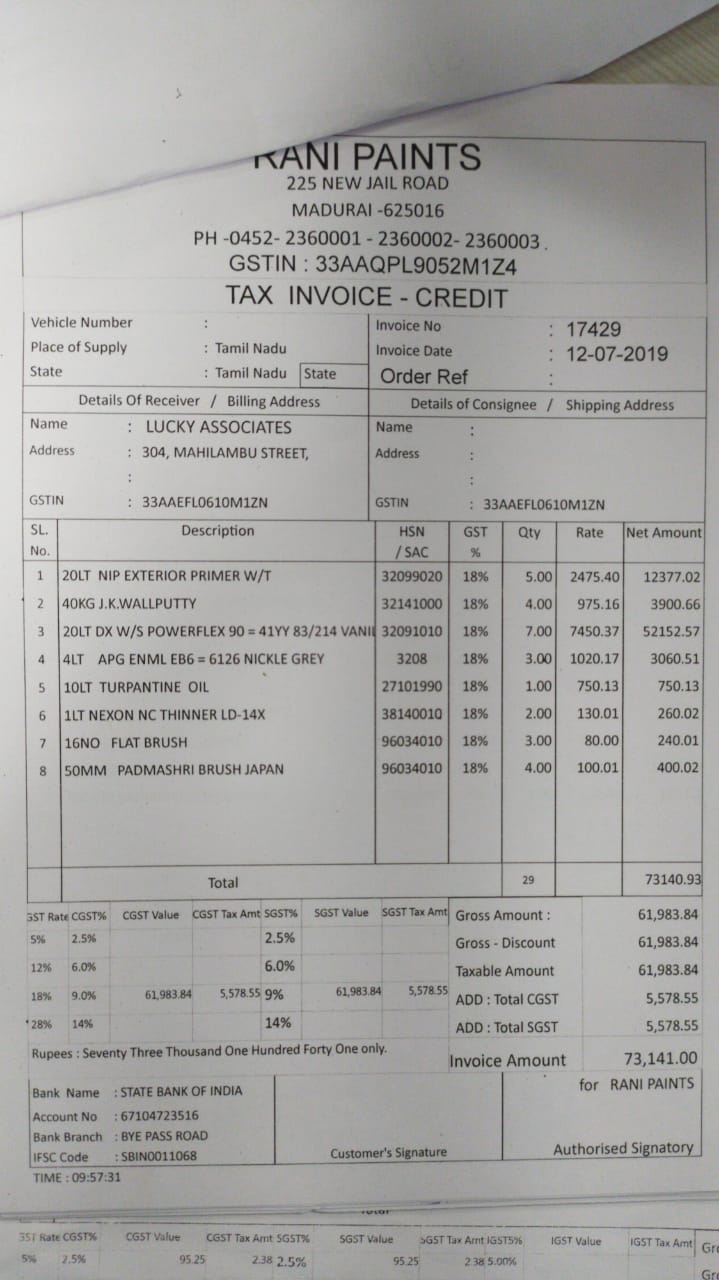 RANI PAINTS
225 NEW JAIL ROAD
MADURAI -625016
PH -0452- 2360001 - 2360002- 2360003 .
GSTIN : 33AAQPL9052M1Z4
TAX INVOICE - CREDIT
Vehicle Number :
Place of Supply : Tamil Nadu
State : Tamil Nadu State
Invoice No : 17429
Invoice Date : 12-07-2019
Order Ref :
Details Of Receiver / Billing Address
Details of Consignee / Shipping Address
Name : LUCKY ASSOCIATES
Address : 304, MAHILAMBU STREET,
:
GSTIN : 33AAEFL0610M1ZN
Name :
Address :
:
GSTIN : 33AAEFL0610M1ZN
SL. No. Description HSN / SAC GST % Qty Rate Net Amount
1 20LT NIP EXTERIOR PRIMER W/T 32099020 18% 5.00 2475.40 12377.02
2 40KG J.K.WALLPUTTY 32141000 18% 4.00 975.16 3900.66
3 20LT DX W/S POWERFLEX 90 = 41YY 83/214 VANIL 32091010 18% 7.00 7450.37 52152.57
4 4LT APG ENML EB6 = 6126 NICKLE GREY 3208 18% 3.00 1020.17 3060.51
5 10LT TURPANTINE OIL 27101990 18% 1.00 750.13 750.13
6 1LT NEXON NC THINNER LD-14X 38140010 18% 2.00 130.01 260.02
7 16NO FLAT BRUSH 96034010 18% 3.00 80.00 240.01
8 50MM PADMASHRI BRUSH JAPAN 96034010 18% 4.00 100.01 400.02
Total 29 73140.93
GST Rate CGST% CGST Value CGST Tax Amt SGST% SGST Value SGST Tax Amt
5% 2.5% 2.5%
12% 6.0% 6.0%
18% 9.0% 61,983.84 5,578.55 9% 61,983.84 5,578.55
28% 14% 14%
Gross Amount : 61,983.84
Gross - Discount 61,983.84
Taxable Amount 61,983.84
ADD : Total CGST 5,578.55
ADD : Total SGST 5,578.55
Rupees : Seventy Three Thousand One Hundred Forty One only.
Invoice Amount 73,141.00
Bank Name : STATE BANK OF INDIA
Account No : 67104723516
Bank Branch : BYE PASS ROAD
IFSC Code : SBIN0011068
Customer's Signature
for RANI PAINTS
Authorised Signatory
TIME : 09:57:31
GST Rate CGST% CGST Value CGST Tax Amt SGST% SGST Value SGST Tax Amt IGST5% IGST Value IGST Tax Amt
5% 2.5% 95.25 2.38 2.5% 95.25 2.38 5.00%